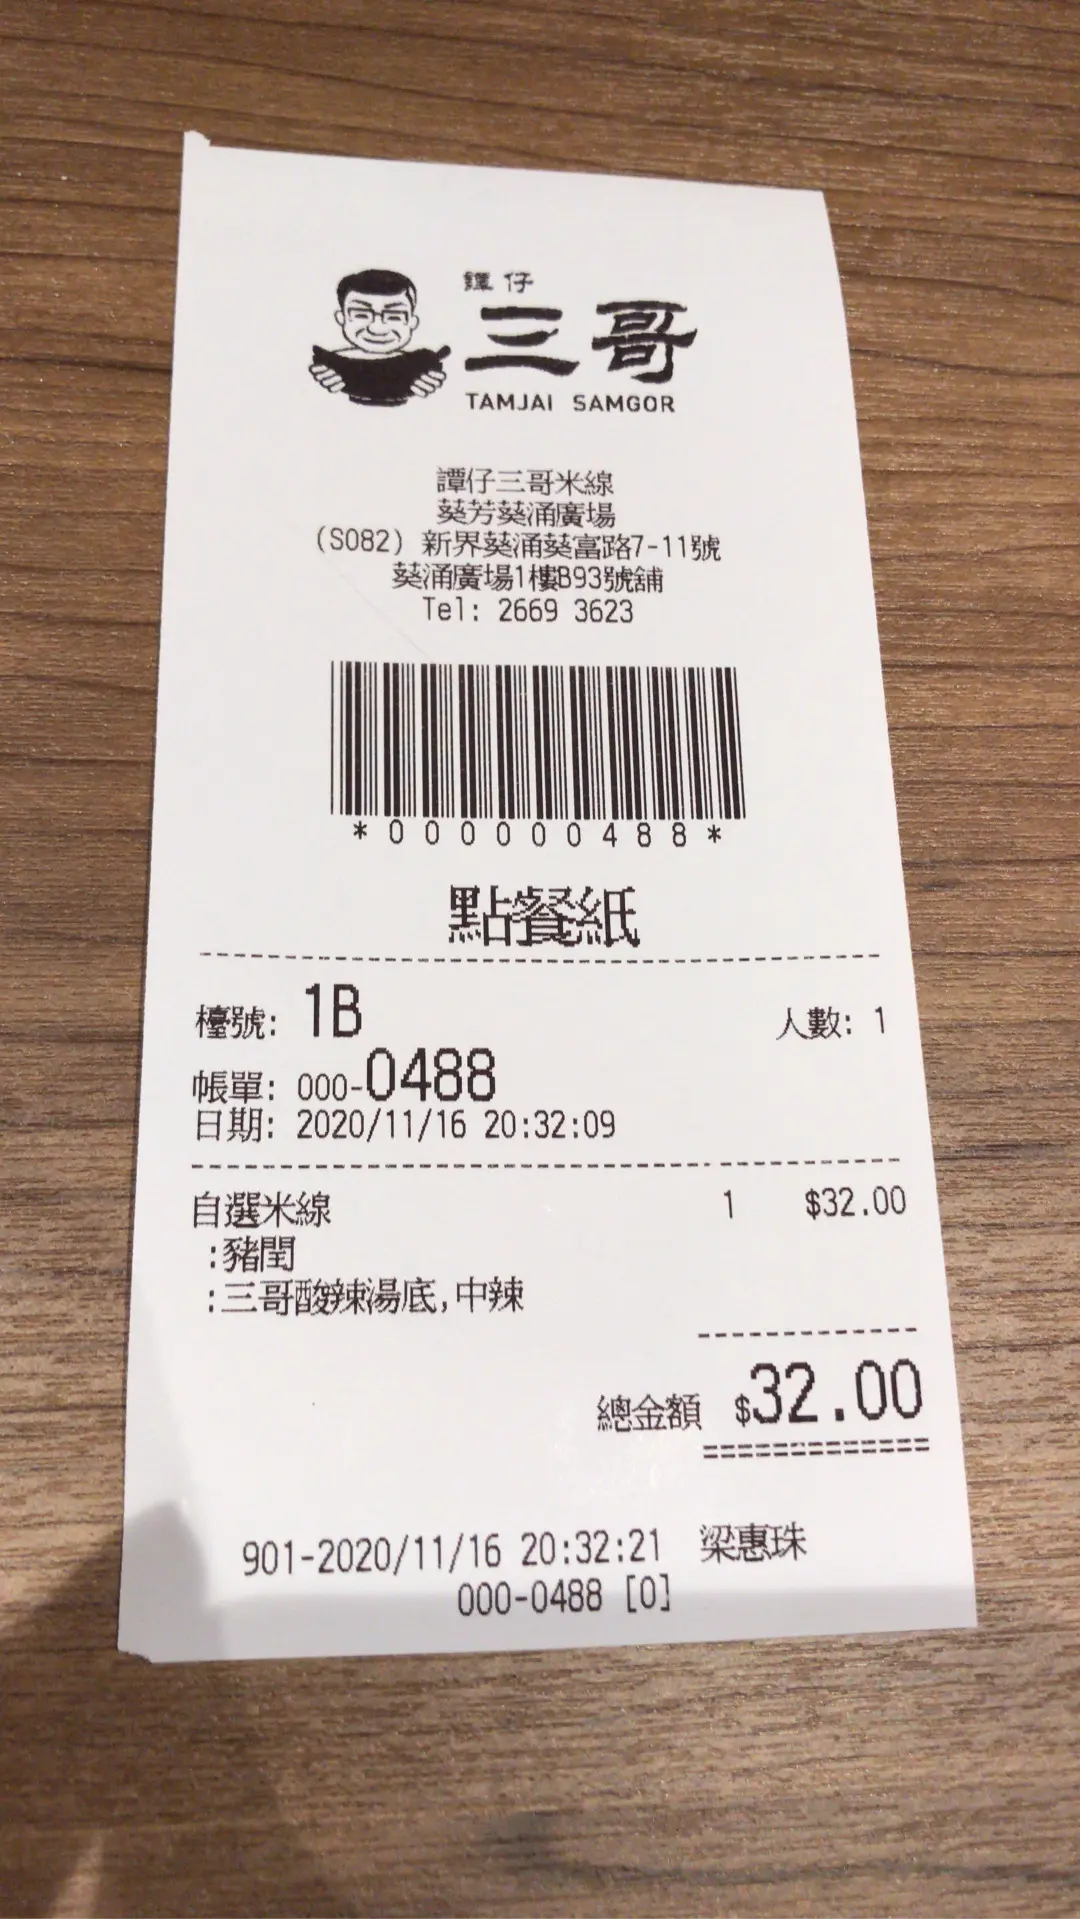 譚仔
三哥
TAMJAI SAMGOR
譚仔三哥米線
葵芳葵涌廣場
(S082) 新界葵涌葵富路7-11號
葵涌廣場1樓B93號舖
Tel: 2669 3623
*000000488*
點餐紙
檯號: 1B 人數: 1
帳單: 000-0488
日期: 2020/11/16 20:32:09
自選米線 1 $32.00
:豬閏
:三哥酸辣湯底,中辣
總金額 $32.00
901-2020/11/16 20:32:21 梁惠珠
000-0488 [0]